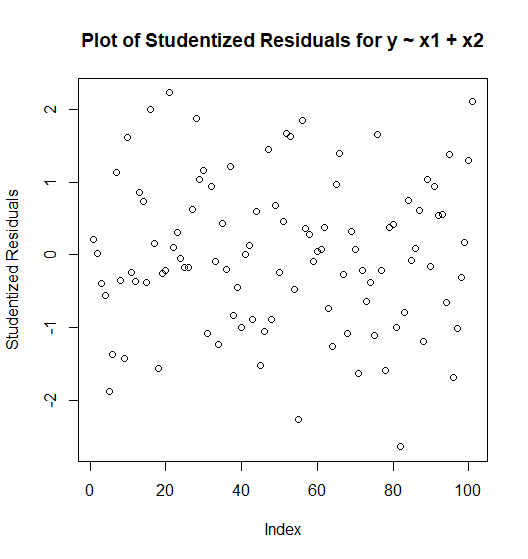 Plot of Studentized Residuals for y ~ x1 + x2
Studentized Residuals
2
1
0
-1
-2
0 20 40 60 80 100
Index